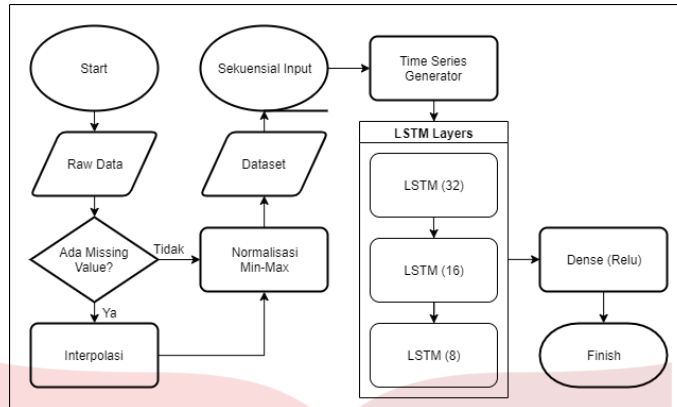 Start
Raw Data
Ada Missing
Value?
Tidak
Ya
Interpolasi
Normalisasi
Min-Max
Dataset
Sekuensial Input
Time Series
Generator
LSTM Layers
LSTM (32)
LSTM (16)
LSTM (8)
Dense (Relu)
Finish